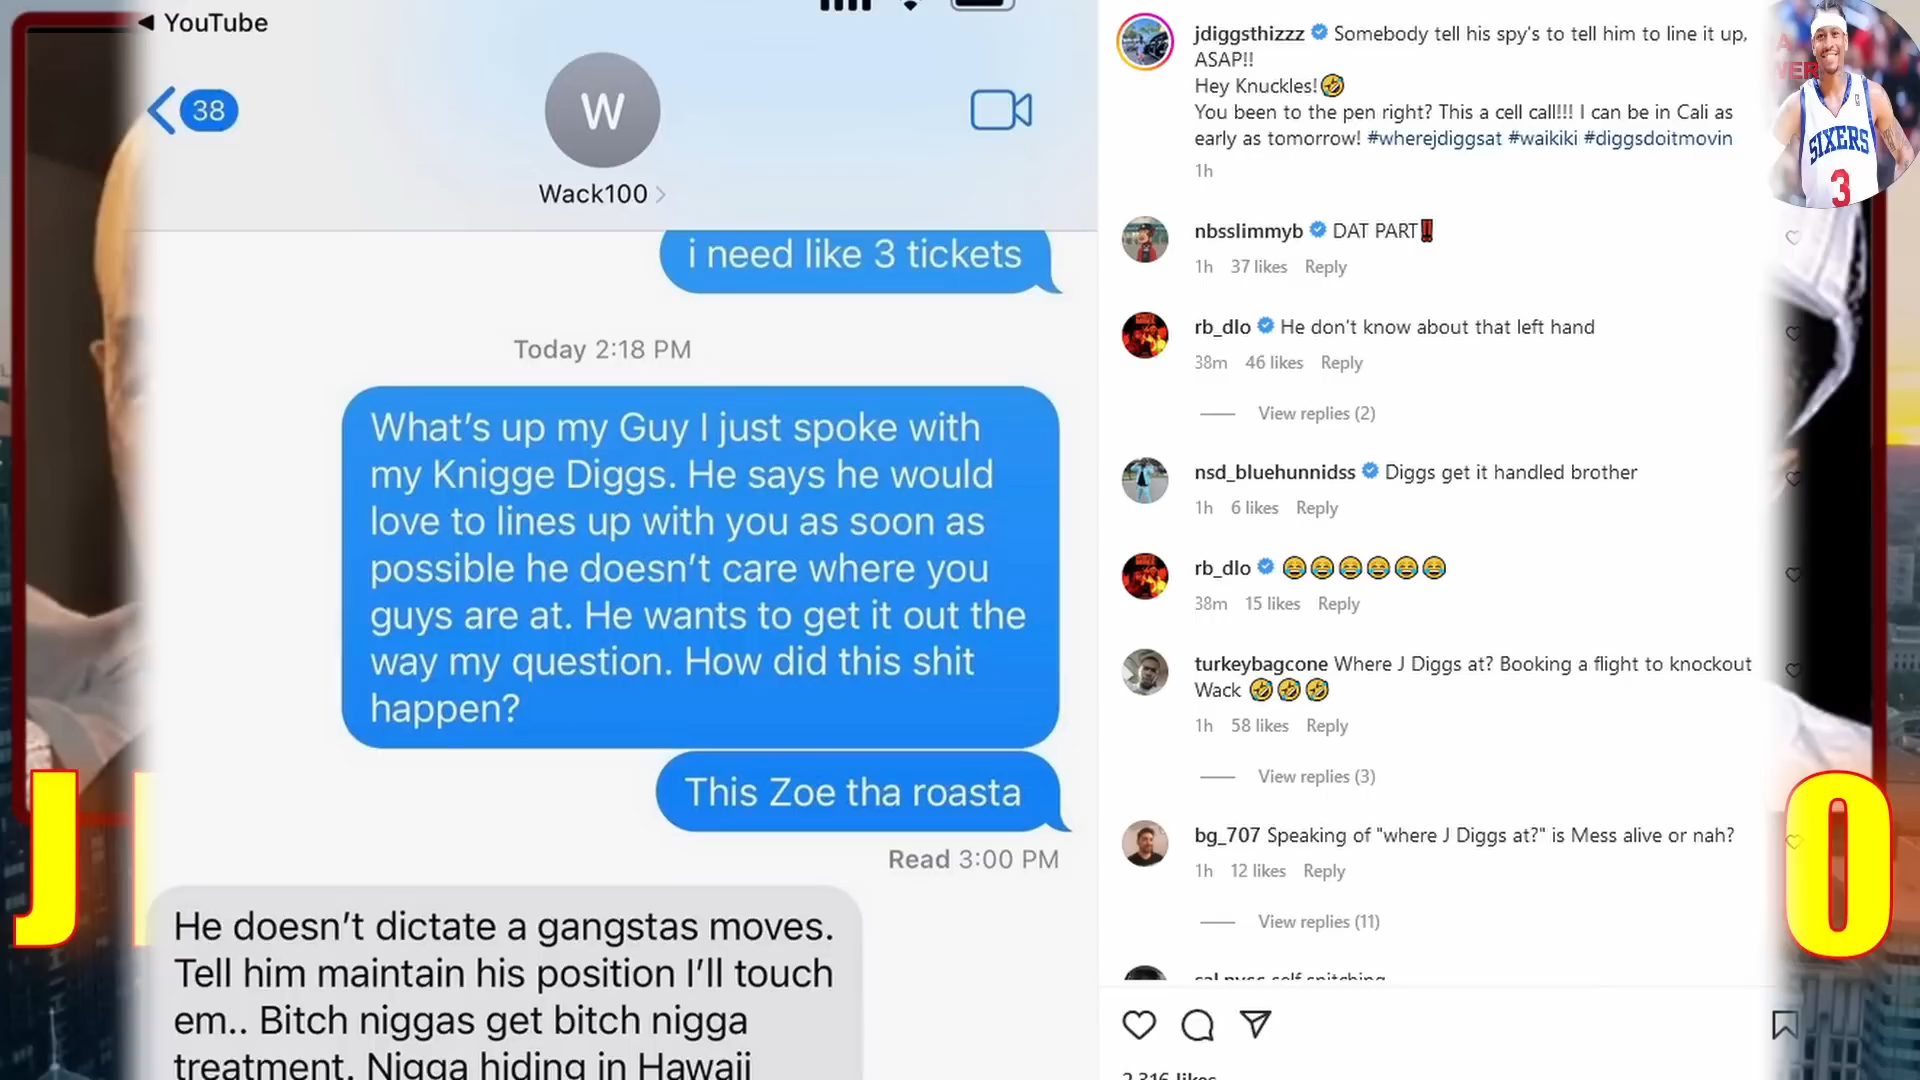 YouTube
38
W
Wack100
i need like 3 tickets
Today 2:18 PM
What's up my Guy I just spoke with
my Knigge Diggs. He says he would
love to lines up with you as soon as
possible he doesn't care where you
guys are at. He wants to get it out the
way my question. How did this shit
happen?
This Zoe tha roasta
Read 3:00 PM
He doesn't dictate a gangstas moves.
Tell him maintain his position I'll touch
em.. Bitch niggas get bitch nigga
treatment. Nigga hiding in Hawaii
jdiggsthizzz Somebody tell his spy's to tell him to line it up,
ASAP!!
Hey Knuckles!🤣
You been to the pen right? This a cell call!!! I can be in Cali as
early as tomorrow! #wherejdiggsat #waikiki #diggsdoitmovin
1h
nbsslimmyb DAT PART‼️
1h 37 likes Reply
rb_dlo He don't know about that left hand
38m 46 likes Reply
View replies (2)
nsd_bluehunnidss Diggs get it handled brother
1h 6 likes Reply
rb_dlo 😂😂😂😂😂😂
38m 15 likes Reply
turkeybagcone Where J Diggs at? Booking a flight to knockout
Wack 🤣🤣🤣
1h 58 likes Reply
View replies (3)
bg_707 Speaking of "where J Diggs at?" is Mess alive or nah?
1h 12 likes Reply
View replies (11)
self snitching
2,316 likes
SIXERS
3
J
0